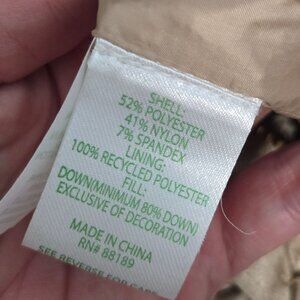 SHELL:
52% POLYESTER
41% NYLON
7% SPANDEX
LINING:
100% RECYCLED POLYESTER
FILL:
DOWN(MINIMUM 80% DOWN)
EXCLUSIVE OF DECORATION
MADE IN CHINA
RN# 88189
SEE REVERSE FOR CARE